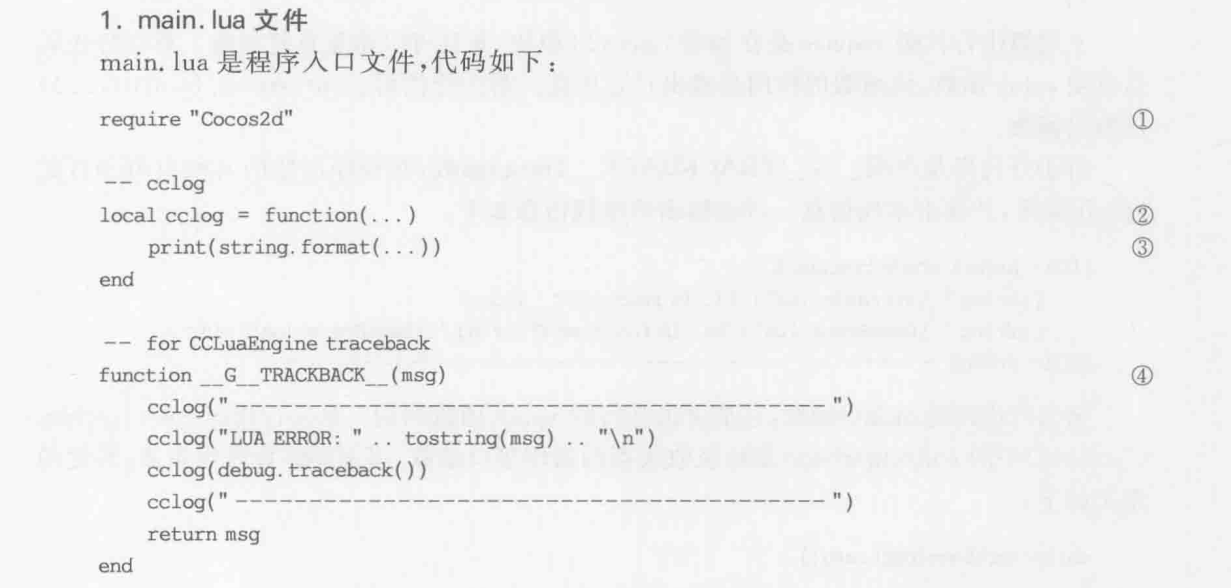 1. main.lua 文件
main.lua 是程序入口文件,代码如下:
require "Cocos2d" ①
-- cclog
local cclog = function(...) ②
print(string.format(...)) ③
end
-- for CCLuaEngine traceback
function __G__TRACKBACK__(msg) ④
cclog("----------------------------------------")
cclog("LUA ERROR: " .. tostring(msg) .. "\n")
cclog(debug.traceback())
cclog("----------------------------------------")
return msg
end